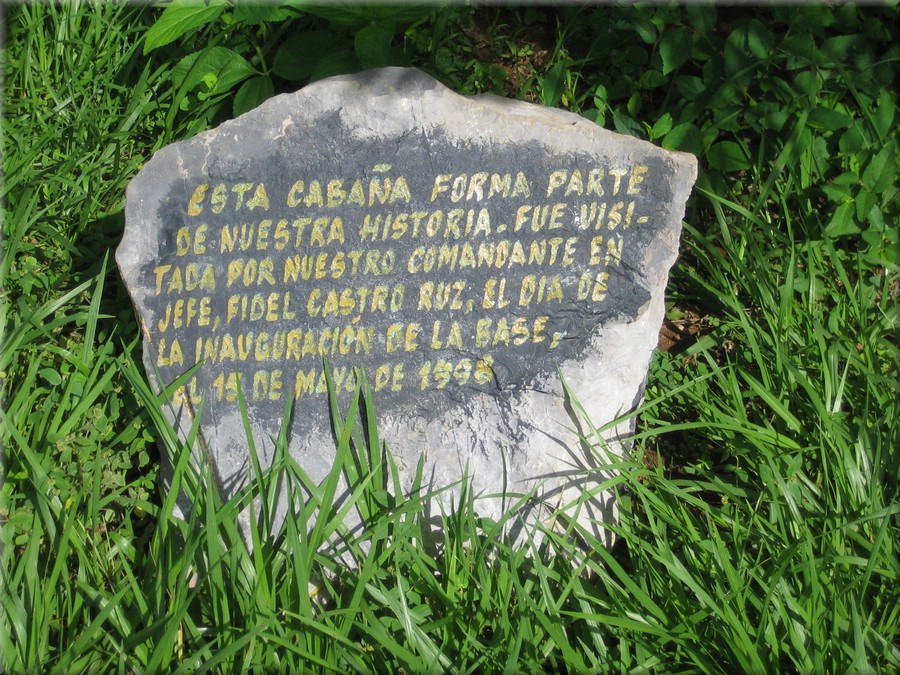 ESTA CABAÑA FORMA PARTE
DE NUESTRA HISTORIA. FUE VISI-
TADA POR NUESTRO COMANDANTE EN
JEFE, FIDEL CASTRO RUZ, EL DIA DE
LA INAUGURACIÓN DE LA BASE,
EL 15 DE MAYO DE